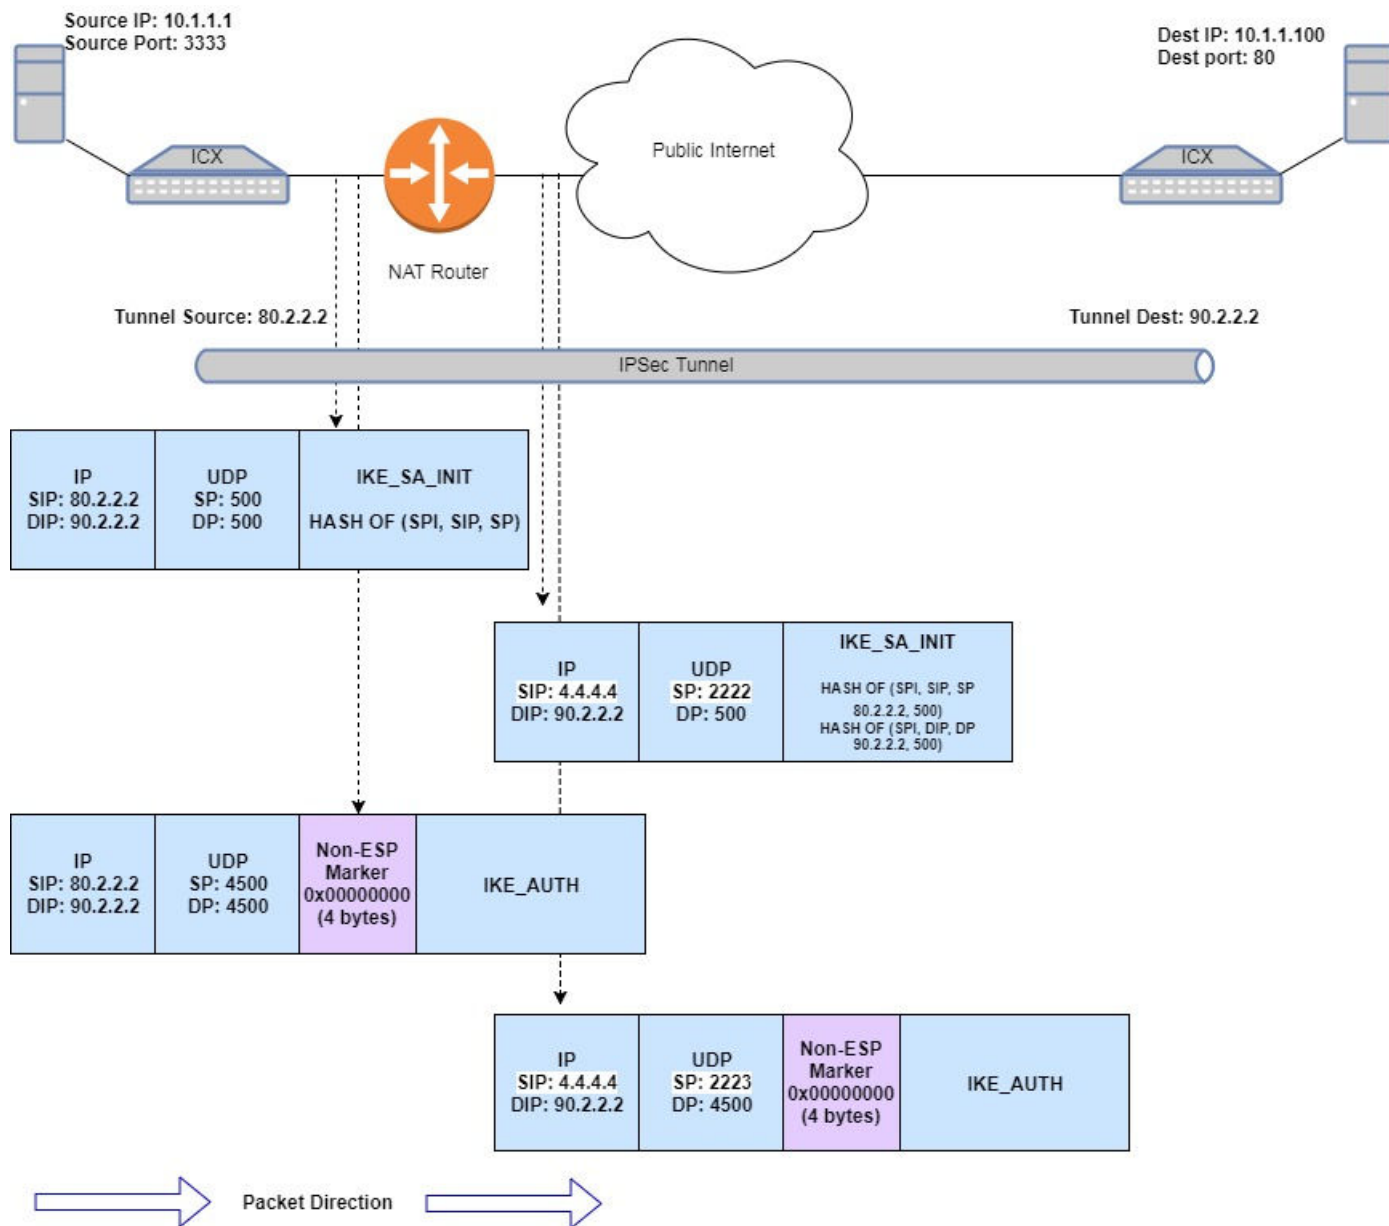 Source IP: 10.1.1.1
Source Port: 3333
Dest IP: 10.1.1.100
Dest port: 80
ICX
Public Internet
ICX
NAT Router
Tunnel Source: 80.2.2.2
Tunnel Dest: 90.2.2.2
IPSec Tunnel
IP
SIP: 80.2.2.2
DIP: 90.2.2.2
UDP
SP: 500
DP: 500
IKE_SA_INIT
HASH OF (SPI, SIP, SP)
IP
SIP: 4.4.4.4
DIP: 90.2.2.2
UDP
SP: 2222
DP: 500
IKE_SA_INIT
HASH OF (SPI, SIP, SP
80.2.2.2, 500)
HASH OF (SPI, DIP, DP
90.2.2.2, 500)
IP
SIP: 80.2.2.2
DIP: 90.2.2.2
UDP
SP: 4500
DP: 4500
Non-ESP
Marker
0x00000000
(4 bytes)
IKE_AUTH
IP
SIP: 4.4.4.4
DIP: 90.2.2.2
UDP
SP: 2223
DP: 4500
Non-ESP
Marker
0x00000000
(4 bytes)
IKE_AUTH
Packet Direction